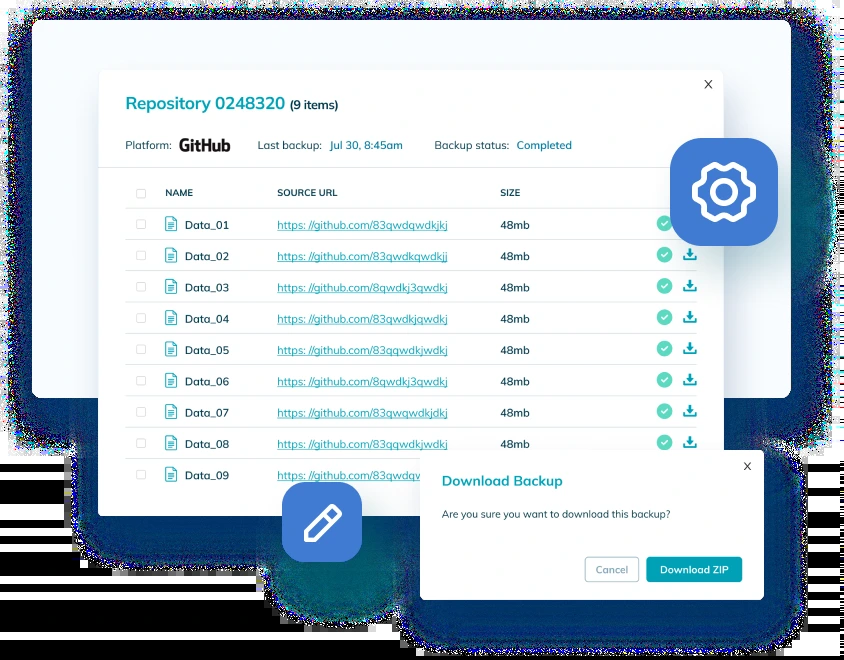 X
Repository 0248320 (9 items)
Platform: GitHub Last backup: Jul 30, 8:45am Backup status: Completed
NAME SOURCE URL SIZE
Data_01 https: //github.com/83qwdqwdkjkj 48mb
Data_02 https: //github.com/83qwdkqwdkjj 48mb
Data_03 https: //github.com/8qwdkj3qwdkj 48mb
Data_04 https: //github.com/83qwdkjqwdkj 48mb
Data_05 https: //github.com/83qqwdkjwdkj 48mb
Data_06 https: //github.com/8qwdkj3qwdkj 48mb
Data_07 https: //github.com/83qwqwdkjdkj 48mb
Data_08 https: //github.com/83qqwdkjwdkj 48mb
Data_09 https: //github.com/83qwdqv
X
Download Backup
Are you sure you want to download this backup?
Cancel Download ZIP